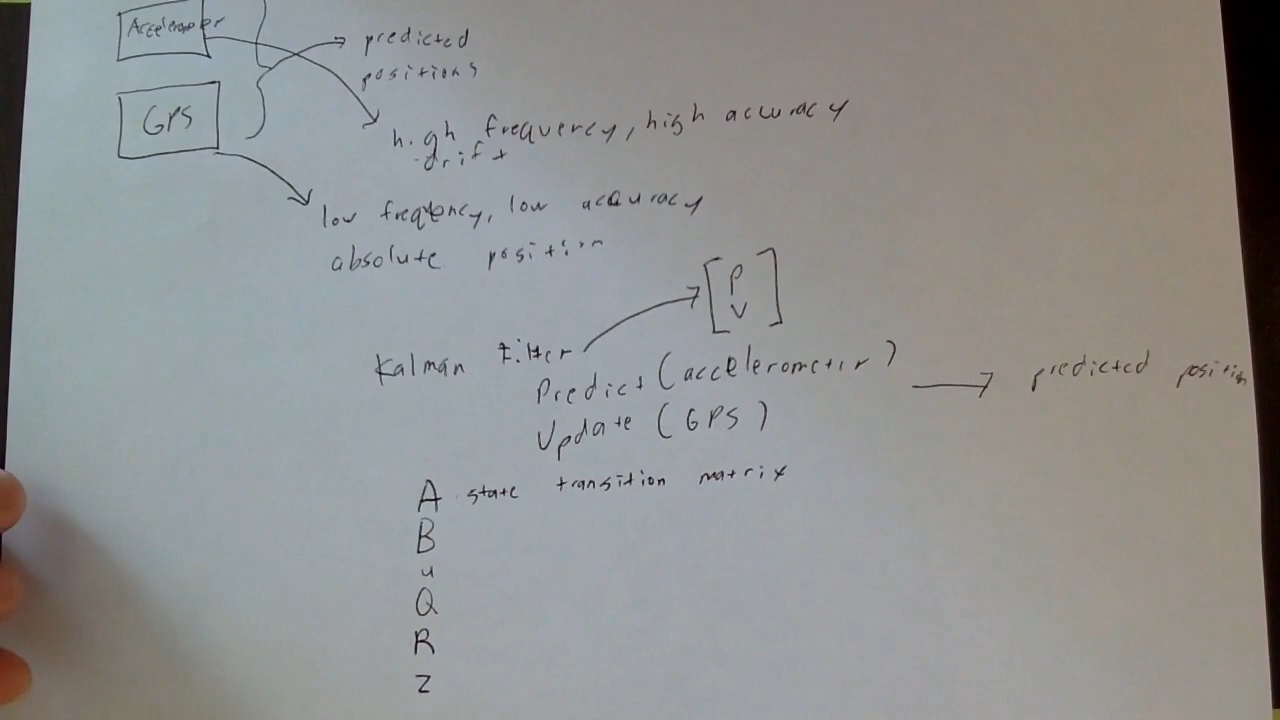 Accelerometer
GPS
predicted
positions
high frequency, high accuracy
·drift
low frequency, low accuracy
absolute position
[P
V]
Kalman Filter
Predict (accelerometer)
Update (GPS)
predicted position
A state transition matrix
B
u
Q
R
Z